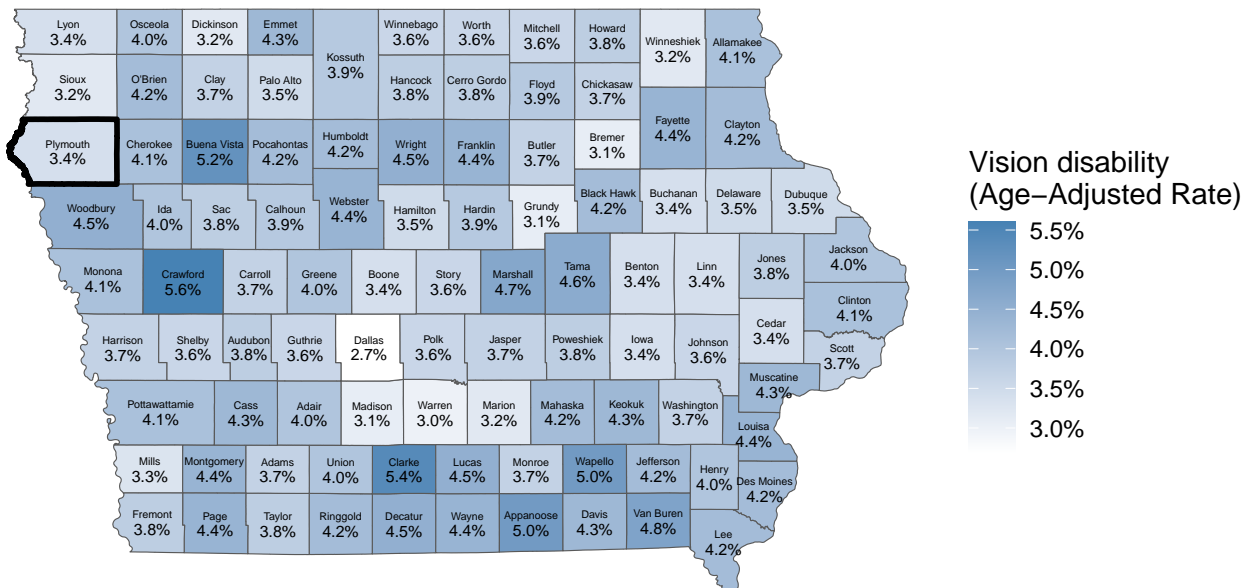 Lyon
3.4%
Osceola
4.0%
Dickinson
3.2%
Emmet
4.3%
Kossuth
3.9%
Winnebago
3.6%
Worth
3.6%
Mitchell
3.6%
Howard
3.8%
Winneshiek
3.2%
Allamakee
4.1%
Sioux
3.2%
O'Brien
4.2%
Clay
3.7%
Palo Alto
3.5%
Hancock
3.8%
Cerro Gordo
3.8%
Floyd
3.9%
Chickasaw
3.7%
Plymouth
3.4%
Cherokee
4.1%
Buena Vista
5.2%
Pocahontas
4.2%
Humboldt
4.2%
Wright
4.5%
Franklin
4.4%
Butler
3.7%
Bremer
3.1%
Fayette
4.4%
Clayton
4.2%
Woodbury
4.5%
Ida
4.0%
Sac
3.8%
Calhoun
3.9%
Webster
4.4%
Hamilton
3.5%
Hardin
3.9%
Grundy
3.1%
Black Hawk
4.2%
Buchanan
3.4%
Delaware
3.5%
Dubuque
3.5%
Monona
4.1%
Crawford
5.6%
Carroll
3.7%
Greene
4.0%
Boone
3.4%
Story
3.6%
Marshall
4.7%
Tama
4.6%
Benton
3.4%
Linn
3.4%
Jones
3.8%
Jackson
4.0%
Clinton
4.1%
Harrison
3.7%
Shelby
3.6%
Audubon
3.8%
Guthrie
3.6%
Dallas
2.7%
Polk
3.6%
Jasper
3.7%
Poweshiek
3.8%
Iowa
3.4%
Johnson
3.6%
Cedar
3.4%
Scott
3.7%
Muscatine
4.3%
Pottawattamie
4.1%
Cass
4.3%
Adair
4.0%
Madison
3.1%
Warren
3.0%
Marion
3.2%
Mahaska
4.2%
Keokuk
4.3%
Washington
3.7%
Louisa
4.4%
Mills
3.3%
Montgomery
4.4%
Adams
3.7%
Union
4.0%
Clarke
5.4%
Lucas
4.5%
Monroe
3.7%
Wapello
5.0%
Jefferson
4.2%
Henry
4.0%
Des Moines
4.2%
Fremont
3.8%
Page
4.4%
Taylor
3.8%
Ringgold
4.2%
Decatur
4.5%
Wayne
4.4%
Appanoose
5.0%
Davis
4.3%
Van Buren
4.8%
Lee
4.2%
Vision disability
(Age−Adjusted Rate)
5.5%
5.0%
4.5%
4.0%
3.5%
3.0%